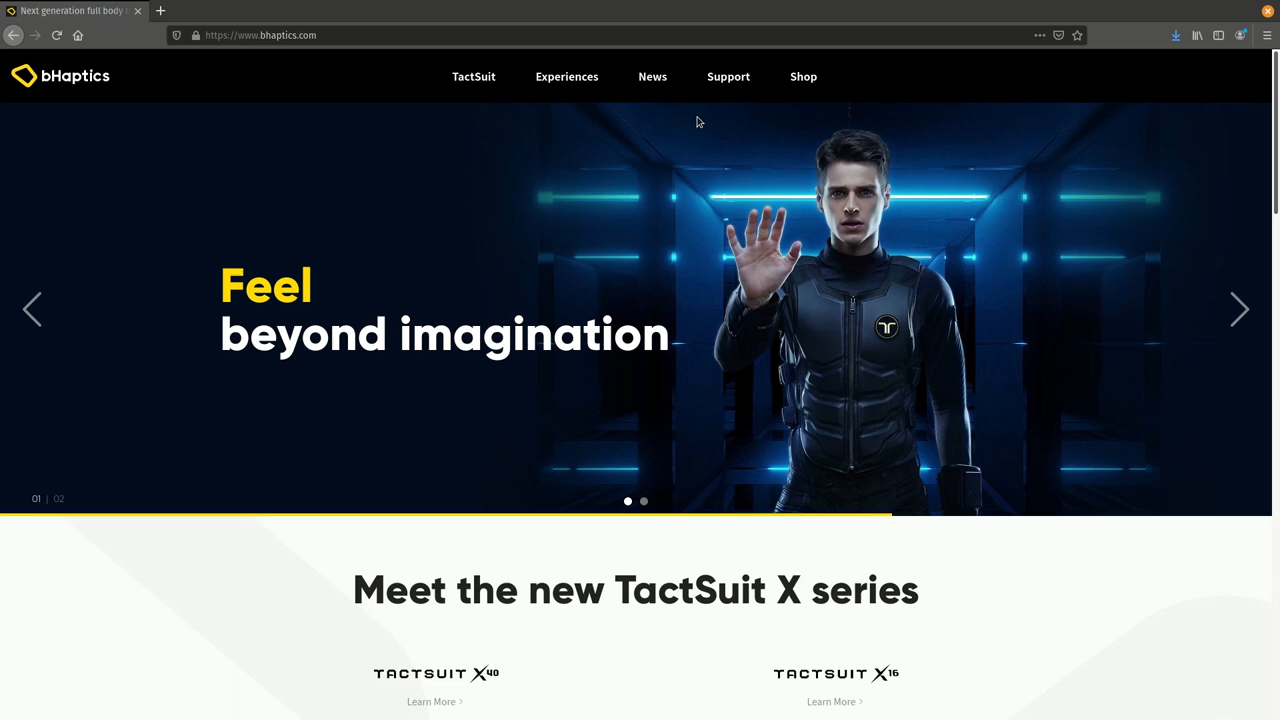 Next generation full body
https://www.bhaptics.com
bHaptics
TactSuit
Experiences
News
Support
Shop
Feel
beyond imagination
01 | 02
Meet the new TactSuit X series
TACTSUIT X40
TACTSUIT X16
Learn More >
Learn More >